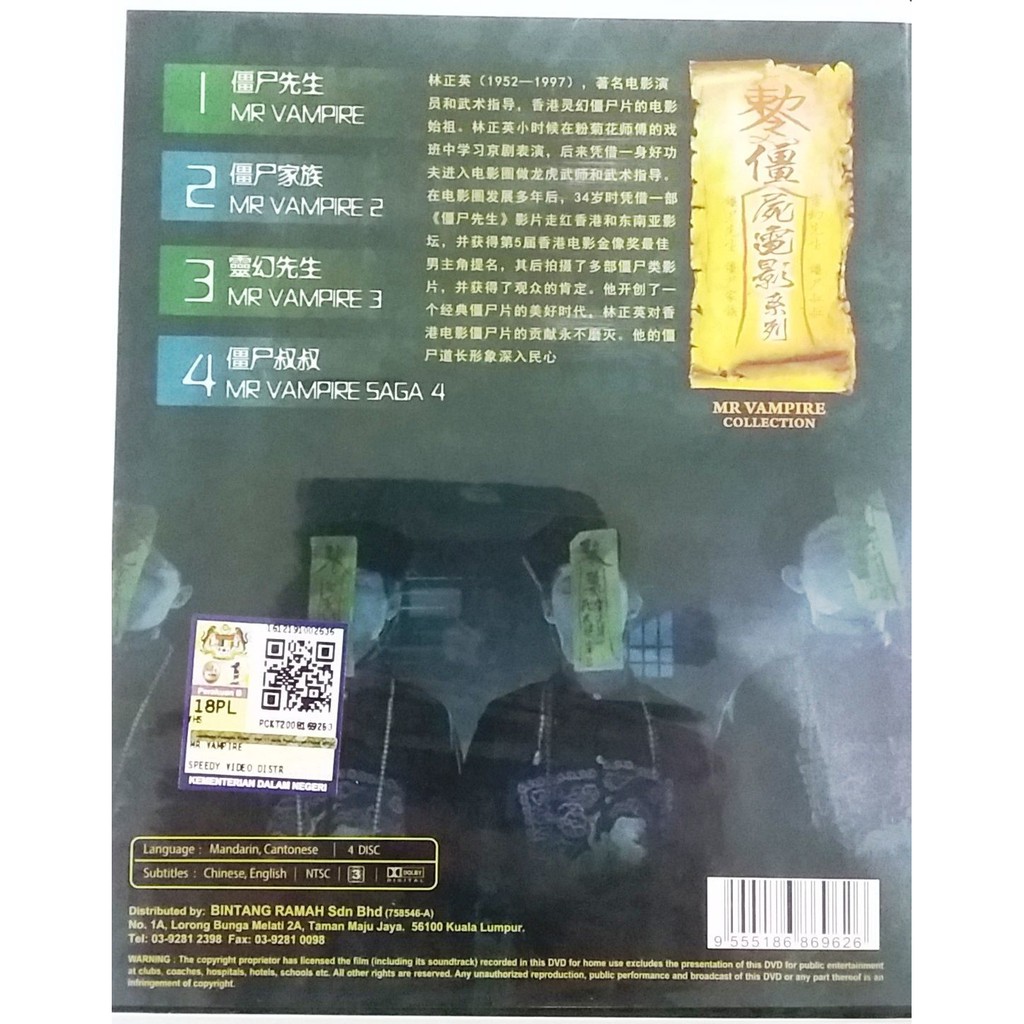 1 僵尸先生
MR VAMPIRE
2 僵尸家族
MR VAMPIRE 2
3 靈幻先生
MR VAMPIRE 3
4 僵尸叔叔
MR VAMPIRE SAGA 4
林正英（1952—1997），著名电影演
员和武术指导，香港灵幻僵尸片的电影
始祖。林正英小时候在粉菊花师傅的戏
班中学习京剧表演，后来凭借一身好功
夫进入电影圈做龙虎武师和武术指导。
在电影圈发展多年后，34岁时凭借一部
《僵尸先生》影片走红香港和东南亚影
坛，并获得第5届香港电影金像奖最佳
男主角提名，其后拍摄了多部僵尸类影
片，并获得了观众的肯定。他开创了一
个经典僵尸片的美好时代。林正英对香
港电影僵尸片的贡献永不磨灭。他的僵
尸道长形象深入民心
僵屍電影系列
MR VAMPIRE
COLLECTION
Peraksian B
18PL
MR VAMPIRE
SPEEDY VIDEO DISTR
KEMENTERIAN DALAM NEGERI
Language : Mandarin, Cantonese | 4 DISC
Subtitles : Chinese, English | NTSC | 3 | DOLBY DIGITAL
Distributed by: BINTANG RAMAH Sdn Bhd (758546-A)
No. 1A, Lorong Bunga Melati 2A, Taman Maju Jaya. 56100 Kuala Lumpur.
Tel: 03-9281 2398 Fax: 03-9281 0098
WARNING : The copyright proprietor has licensed the film (including its soundtrack) recorded in this DVD for home use excludes the presentation of this DVD for public entertainment
at clubs, coaches, hospitals, hotels, schools etc. All other rights are reserved. Any unauthorized reproduction, public performance and broadcast of this DVD or any part thereof is an
infringement of copyright.
9 555186 869626